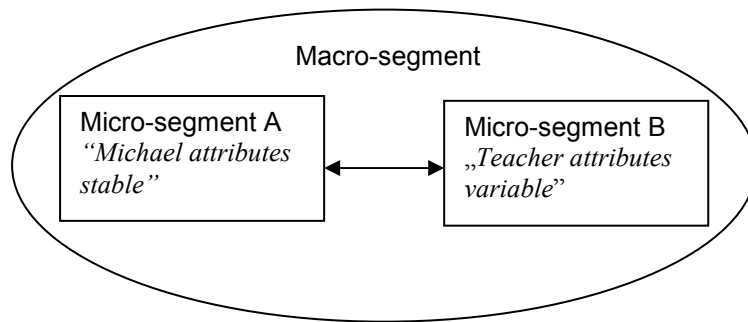 Macro-segment
Micro-segment A
“Michael attributes
stable”
Micro-segment B
„Teacher attributes
variable”